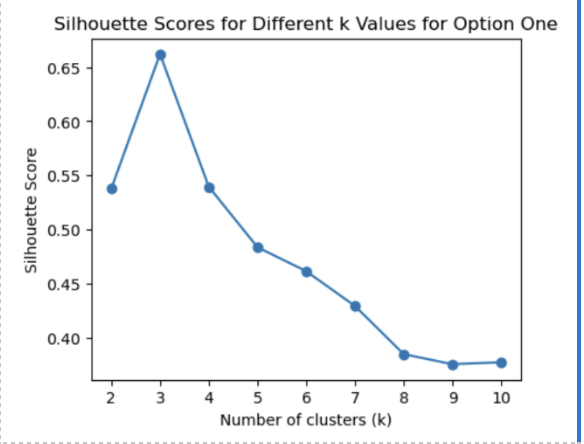 Silhouette Scores for Different k Values for Option One
0.65
0.60
0.55
0.50
0.45
0.40
Silhouette Score
2 3 4 5 6 7 8 9 10
Number of clusters (k)